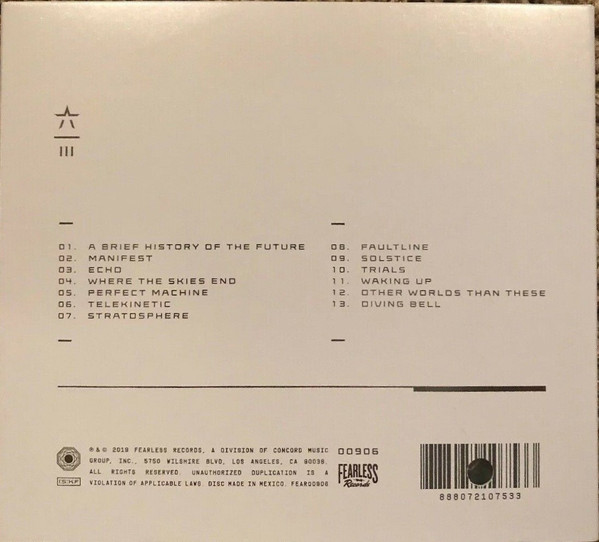 01. A BRIEF HISTORY OF THE FUTURE
02. MANIFEST
03. ECHO
04. WHERE THE SKIES END
05. PERFECT MACHINE
06. TELEKINETIC
07. STRATOSPHERE
08. FAULTLINE
09. SOLSTICE
10. TRIALS
11. WAKING UP
12. OTHER WORLDS THAN THESE
13. DIVING BELL
℗ & © 2019 FEARLESS RECORDS, A DIVISION OF CONCORD MUSIC
GROUP, INC., 5750 WILSHIRE BLVD, LOS ANGELES, CA 90036.
ALL RIGHTS RESERVED. UNAUTHORIZED DUPLICATION IS A
VIOLATION OF APPLICABLE LAWS. DISC MADE IN MEXICO. FEAR00906
00906
FEARLESS
Records
888072107533